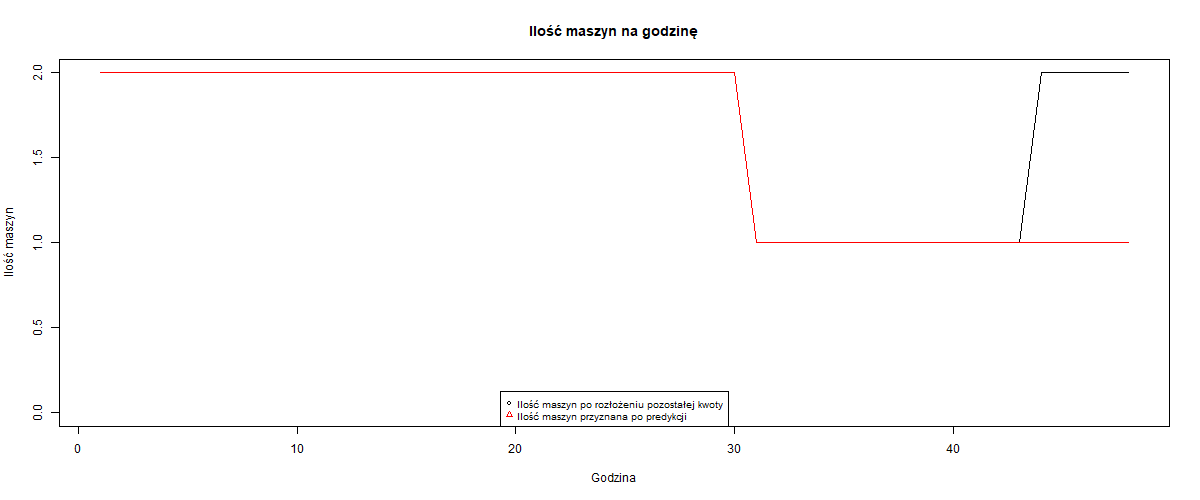 Ilość maszyn na godzinę
Ilość maszyn
2.0
1.5
1.0
0.5
0.0
Ilość maszyn po rozłożeniu pozostałej kwoty
Ilość maszyn przyznana po predykcji
0 10 20 30 40
Godzina